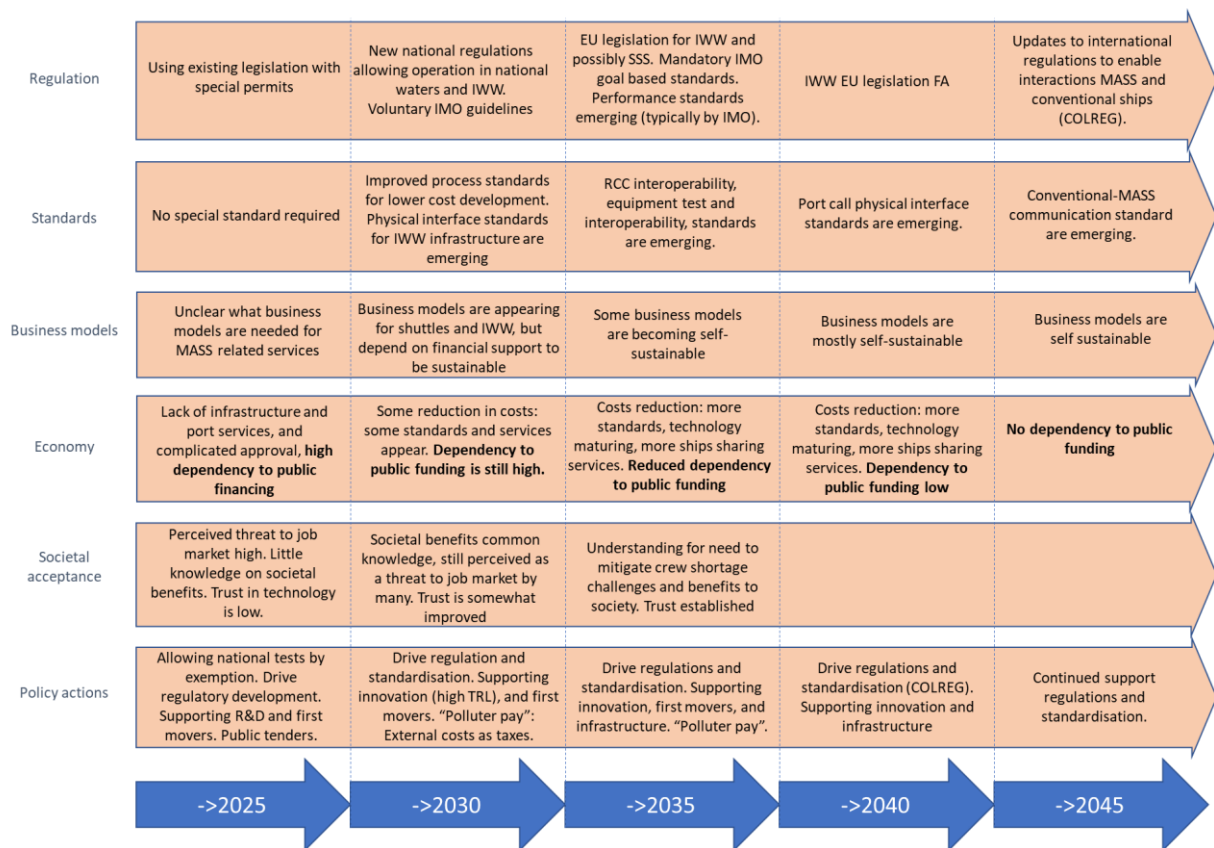 Regulation
Using existing legislation with
special permits
New national regulations
allowing operation in national
waters and IWW.
Voluntary IMO guidelines
EU legislation for IWW and
possibly SSS. Mandatory IMO
goal based standards.
Performance standards
emerging (typically by IMO).
IWW EU legislation FA
Updates to international
regulations to enable
interactions MASS and
conventional ships
(COLREG).
Standards
No special standard required
Improved process standards
for lower cost development.
Physical interface standards
for IWW infrastructure are
emerging
RCC interoperability,
equipment test and
interoperability, standards
are emerging.
Port call physical interface
standards are emerging.
Conventional-MASS
communication standard
are emerging.
Business models
Unclear what business
models are needed for
MASS related services
Business models are appearing
for shuttles and IWW, but
depend on financial support to
be sustainable
Some business models
are becoming self-
sustainable
Business models are
mostly self-sustainable
Business models are
self sustainable
Economy
Lack of infrastructure and
port services, and
complicated approval, high
dependency to public
financing
Some reduction in costs:
some standards and services
appear. Dependency to
public funding is still high.
Costs reduction: more
standards, technology
maturing, more ships sharing
services. Reduced dependency
to public funding
Costs reduction: more
standards, technology
maturing, more ships sharing
services. Dependency to
public funding low
No dependency to public
funding
Societal
acceptance
Perceived threat to job
market high. Little
knowledge on societal
benefits. Trust in technology
is low.
Societal benefits common
knowledge, still perceived as
a threat to job market by
many. Trust is somewhat
improved
Understanding for need to
mitigate crew shortage
challenges and benefits to
society. Trust established
Policy actions
Allowing national tests by
exemption. Drive
regulatory development.
Supporting R&D and first
movers. Public tenders.
Drive regulation and
standardisation. Supporting
innovation (high TRL), and first
movers. “Polluter pay”:
External costs as taxes.
Drive regulations and
standardisation. Supporting
innovation, first movers, and
infrastructure. “Polluter pay”.
Drive regulations and
standardisation (COLREG).
Supporting innovation and
infrastructure
Continued support
regulations and
standardisation.
->2025
->2030
->2035
->2040
->2045